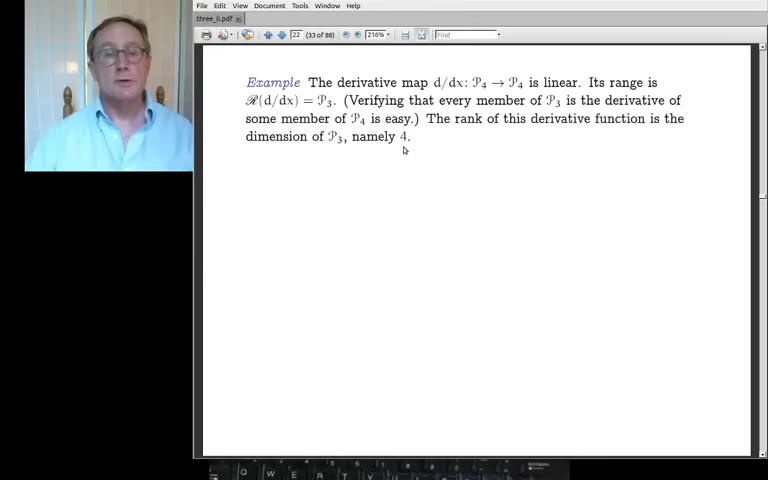 File Edit View Document Tools Window Help
three_ii.pdf
22 (33 of 88) 216% Find
Example The derivative map d/dx: 𝒫₄ → 𝒫₄ is linear. Its range is
ℛ(d/dx) = 𝒫₃. (Verifying that every member of 𝒫₃ is the derivative of
some member of 𝒫₄ is easy.) The rank of this derivative function is the
dimension of 𝒫₃, namely 4.
Q W E R T